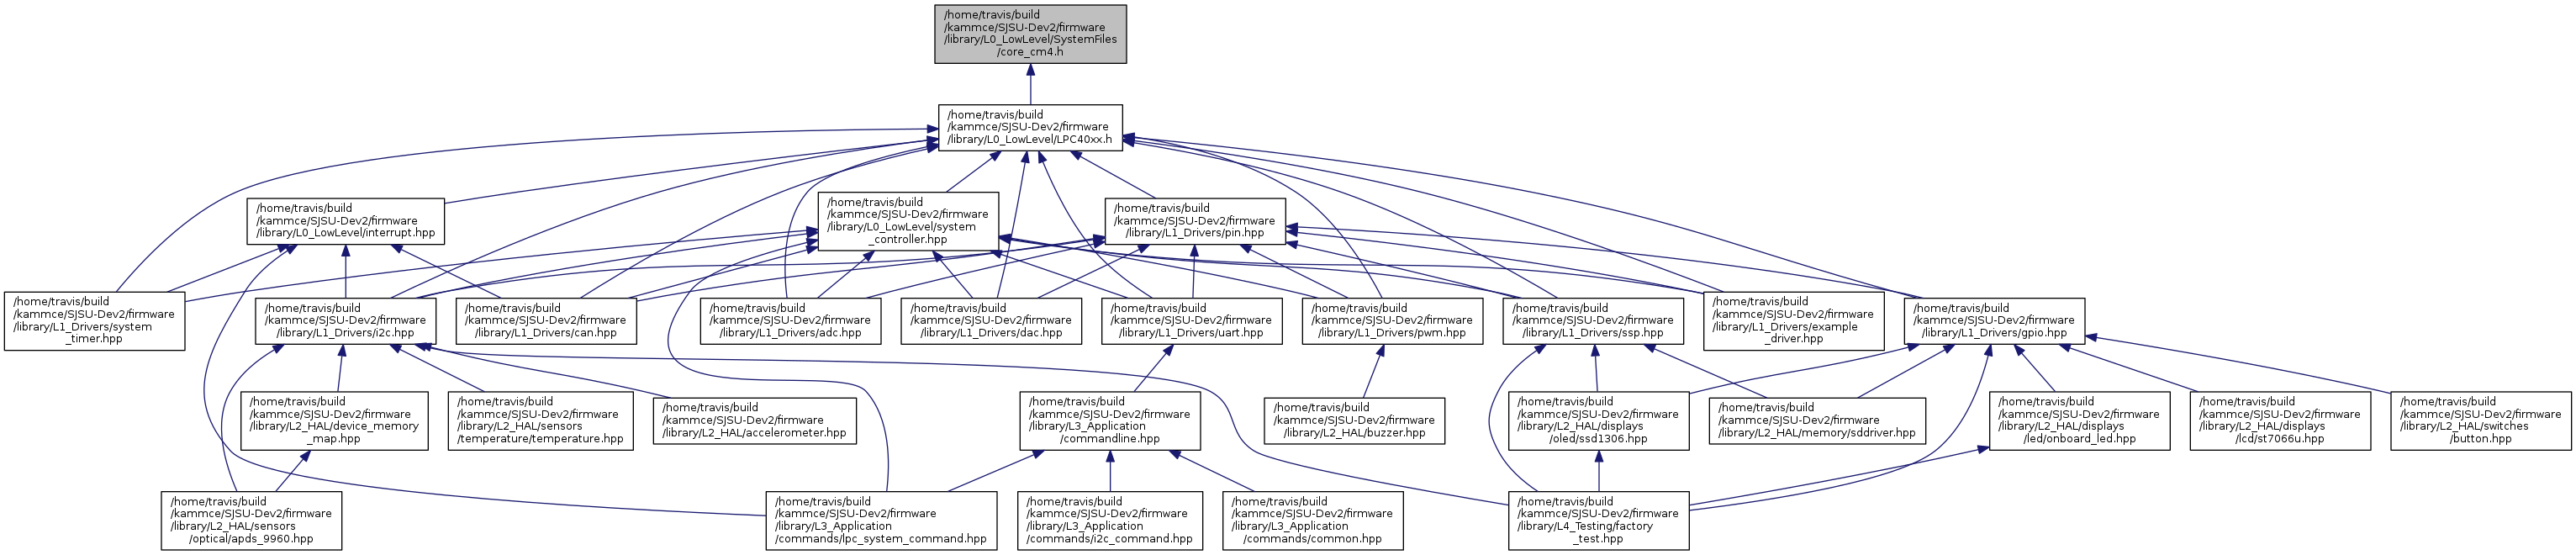 /home/travis/build
/kammce/SJSU-Dev2/firmware
/library/L0_LowLevel/SystemFiles
/core_cm4.h
/home/travis/build
/kammce/SJSU-Dev2/firmware
/library/L0_LowLevel/LPC40xx.h
/home/travis/build
/kammce/SJSU-Dev2/firmware
/library/L0_LowLevel/interrupt.hpp
/home/travis/build
/kammce/SJSU-Dev2/firmware
/library/L0_LowLevel/system
_controller.hpp
/home/travis/build
/kammce/SJSU-Dev2/firmware
/library/L1_Drivers/pin.hpp
/home/travis/build
/kammce/SJSU-Dev2/firmware
/library/L1_Drivers/system
_timer.hpp
/home/travis/build
/kammce/SJSU-Dev2/firmware
/library/L1_Drivers/i2c.hpp
/home/travis/build
/kammce/SJSU-Dev2/firmware
/library/L1_Drivers/can.hpp
/home/travis/build
/kammce/SJSU-Dev2/firmware
/library/L1_Drivers/adc.hpp
/home/travis/build
/kammce/SJSU-Dev2/firmware
/library/L1_Drivers/dac.hpp
/home/travis/build
/kammce/SJSU-Dev2/firmware
/library/L1_Drivers/uart.hpp
/home/travis/build
/kammce/SJSU-Dev2/firmware
/library/L1_Drivers/pwm.hpp
/home/travis/build
/kammce/SJSU-Dev2/firmware
/library/L1_Drivers/ssp.hpp
/home/travis/build
/kammce/SJSU-Dev2/firmware
/library/L1_Drivers/example
_driver.hpp
/home/travis/build
/kammce/SJSU-Dev2/firmware
/library/L1_Drivers/gpio.hpp
/home/travis/build
/kammce/SJSU-Dev2/firmware
/library/L2_HAL/device_memory
_map.hpp
/home/travis/build
/kammce/SJSU-Dev2/firmware
/library/L2_HAL/sensors
/temperature/temperature.hpp
/home/travis/build
/kammce/SJSU-Dev2/firmware
/library/L2_HAL/accelerometer.hpp
/home/travis/build
/kammce/SJSU-Dev2/firmware
/library/L3_Application
/commandline.hpp
/home/travis/build
/kammce/SJSU-Dev2/firmware
/library/L2_HAL/buzzer.hpp
/home/travis/build
/kammce/SJSU-Dev2/firmware
/library/L2_HAL/displays
/oled/ssd1306.hpp
/home/travis/build
/kammce/SJSU-Dev2/firmware
/library/L2_HAL/memory/sddriver.hpp
/home/travis/build
/kammce/SJSU-Dev2/firmware
/library/L2_HAL/displays
/led/onboard_led.hpp
/home/travis/build
/kammce/SJSU-Dev2/firmware
/library/L2_HAL/displays
/lcd/st7066u.hpp
/home/travis/build
/kammce/SJSU-Dev2/firmware
/library/L2_HAL/switches
/button.hpp
/home/travis/build
/kammce/SJSU-Dev2/firmware
/library/L2_HAL/sensors
/optical/apds_9960.hpp
/home/travis/build
/kammce/SJSU-Dev2/firmware
/library/L3_Application
/commands/lpc_system_command.hpp
/home/travis/build
/kammce/SJSU-Dev2/firmware
/library/L3_Application
/commands/i2c_command.hpp
/home/travis/build
/kammce/SJSU-Dev2/firmware
/library/L3_Application
/commands/common.hpp
/home/travis/build
/kammce/SJSU-Dev2/firmware
/library/L4_Testing/factory
_test.hpp